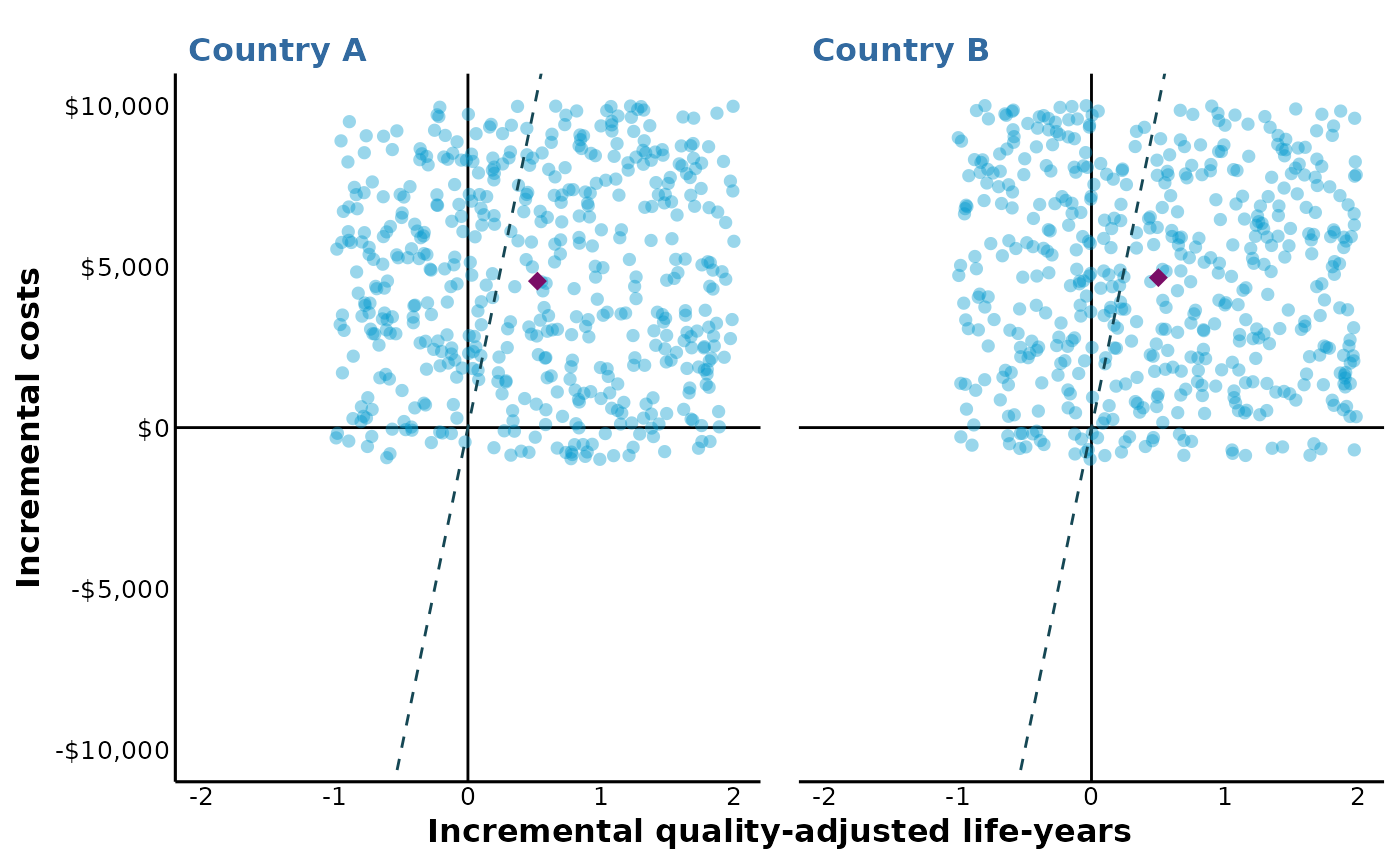 Country A
Country B
$10,000
$5,000
$0
-$5,000
-$10,000
Incremental costs
-2 -1 0 1 2
-2 -1 0 1 2
Incremental quality-adjusted life-years